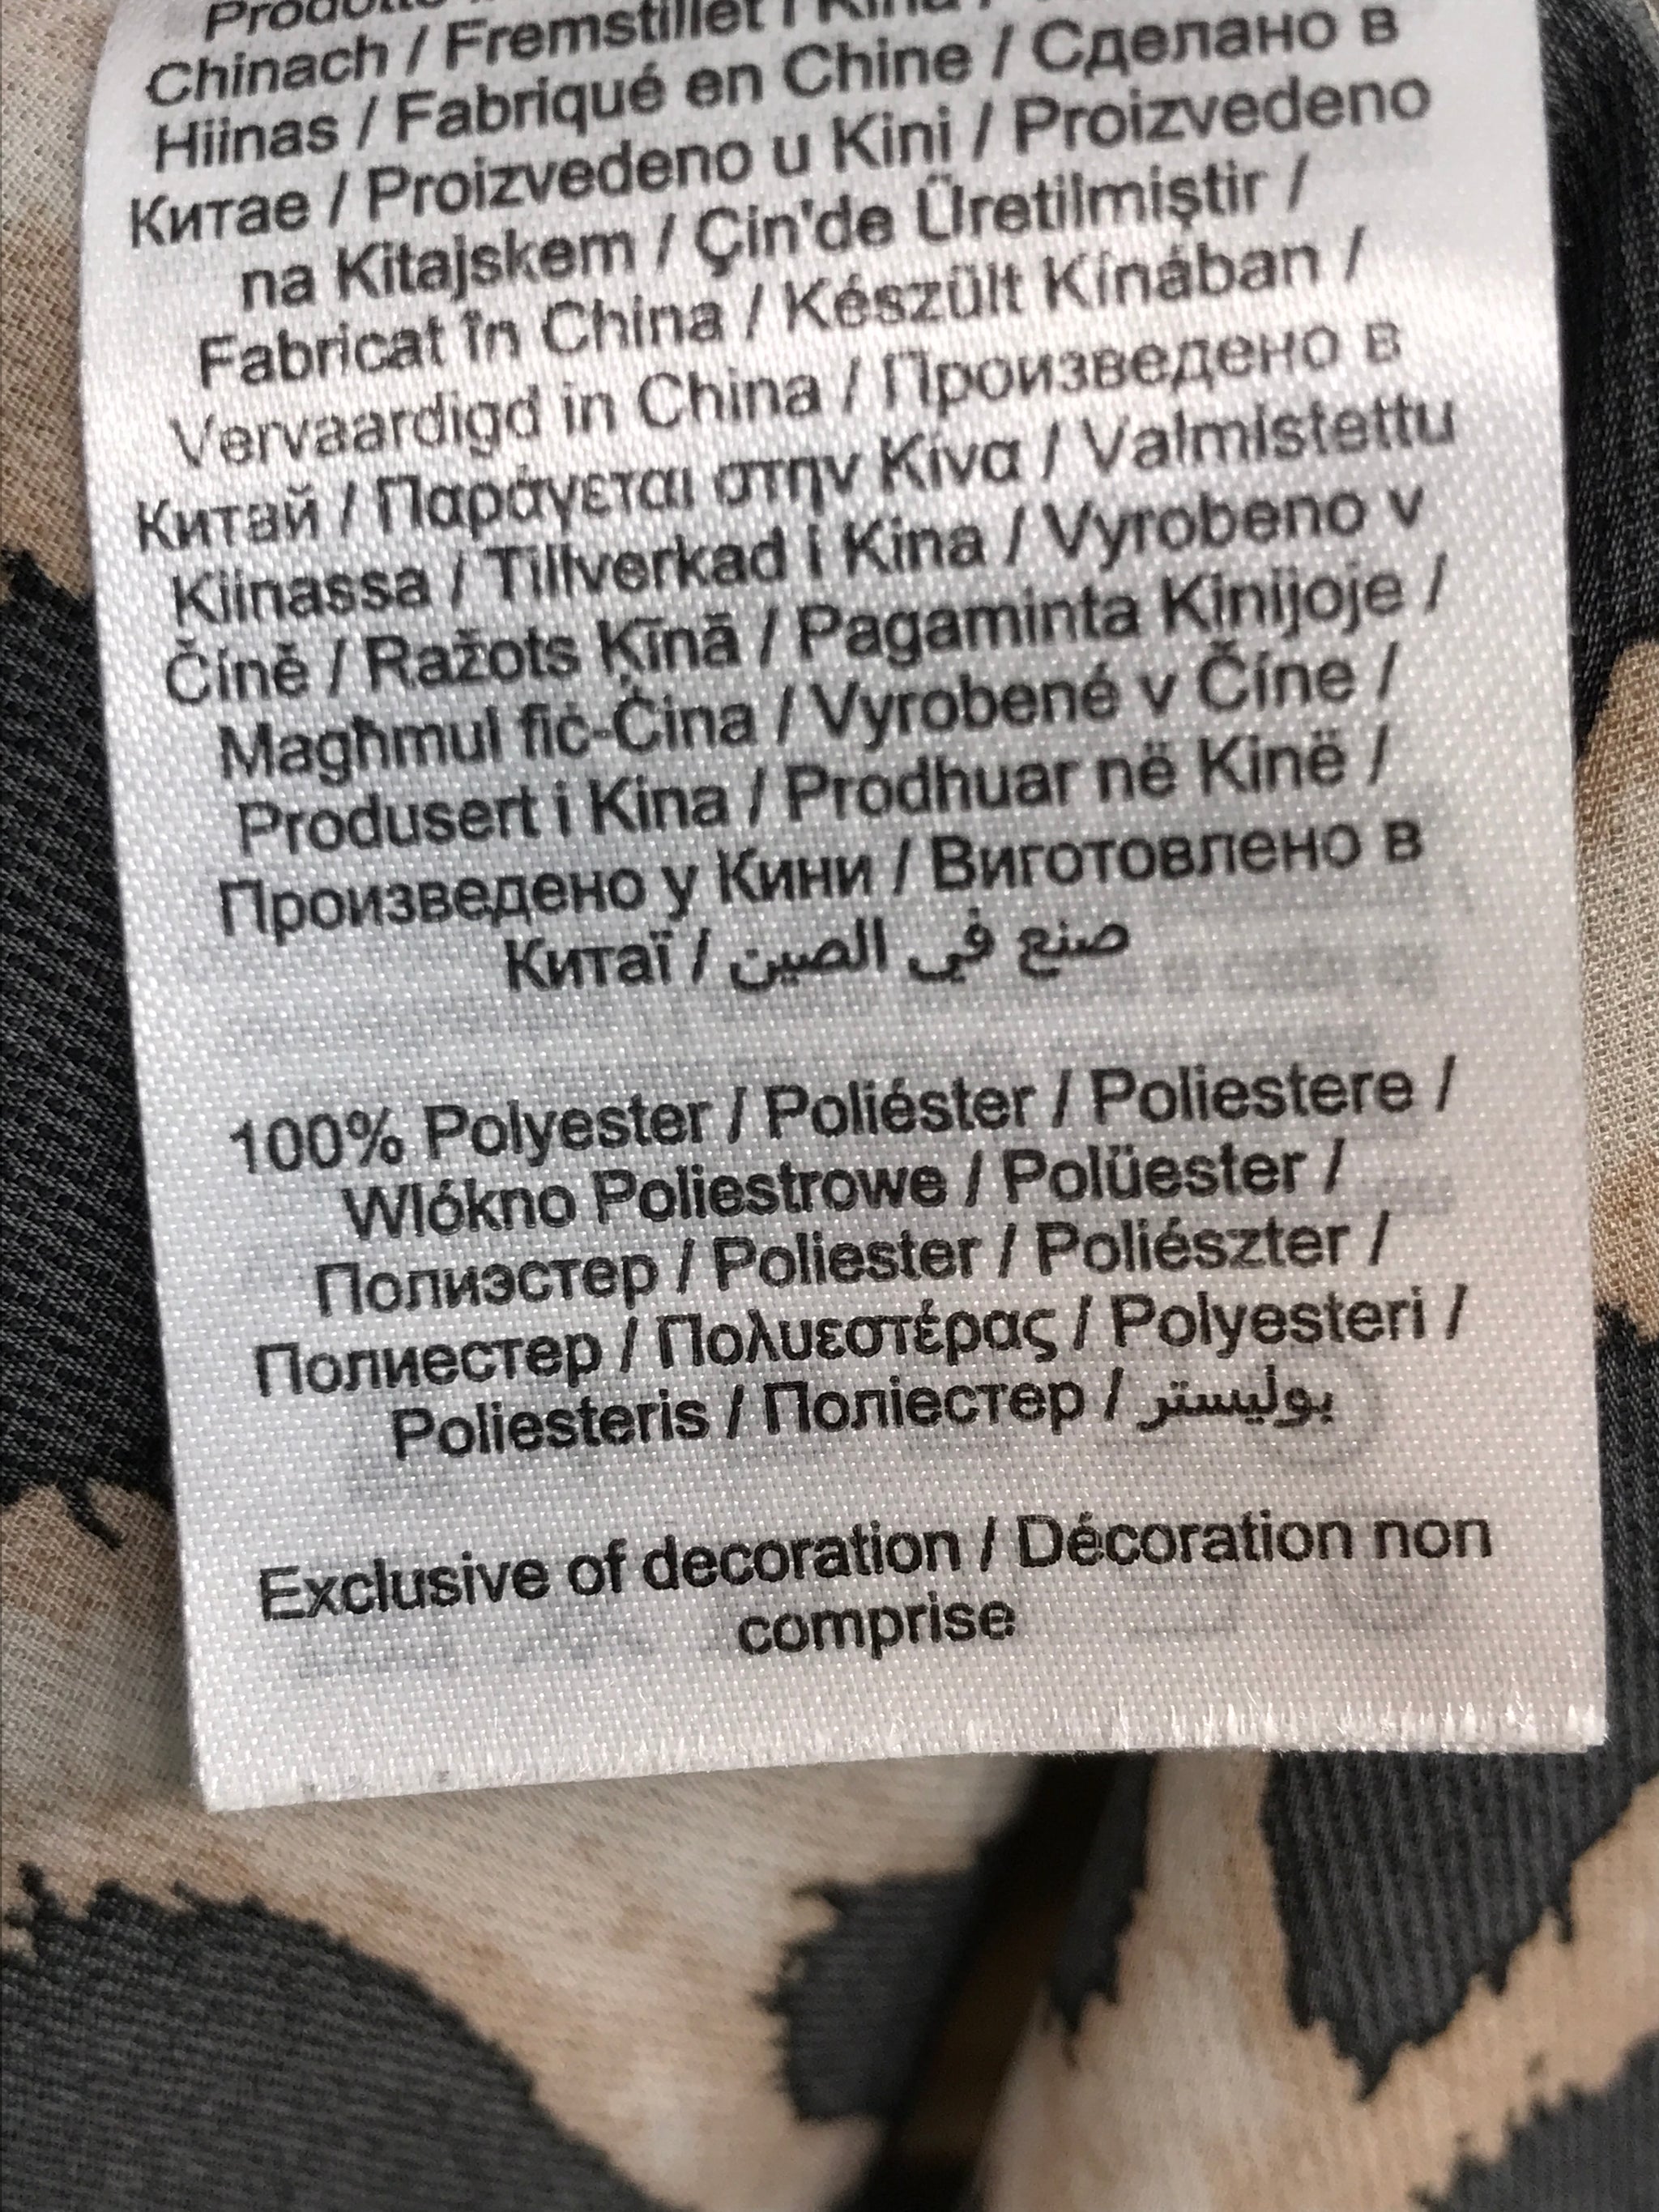 Chinach / Fremstillet i Kina
Hiinas / Fabriqué en Chine / Сделано в
Китае / Proizvedeno u Kini / Proizvedeno
na Kitajskem / Çin'de Üretilmiştir /
Fabricat în China / Készült Kínában /
Vervaardigd in China / Произведено в
Китай / Παράγεται στην Κίνα / Valmistettu
Kiinassa / Tillverkad i Kina / Vyrobeno v
Číně / Ražots Ķīnā / Pagaminta Kinijoje /
Magħmul fiċ-Ċina / Vyrobené v Číne /
Produsert i Kina / Prodhuar në Kinë /
Произведено у Кини / Виготовлено в
Китаї / صنع في الصين
100% Polyester / Poliéster / Poliestere /
Wlókno Poliestrowe / Polüester /
Полиэстер / Poliester / Poliészter /
Полиестер / Πολυεστέρας / Polyesteri /
Poliesteris / Поліестер / بوليستر
Exclusive of decoration / Décoration non
comprise